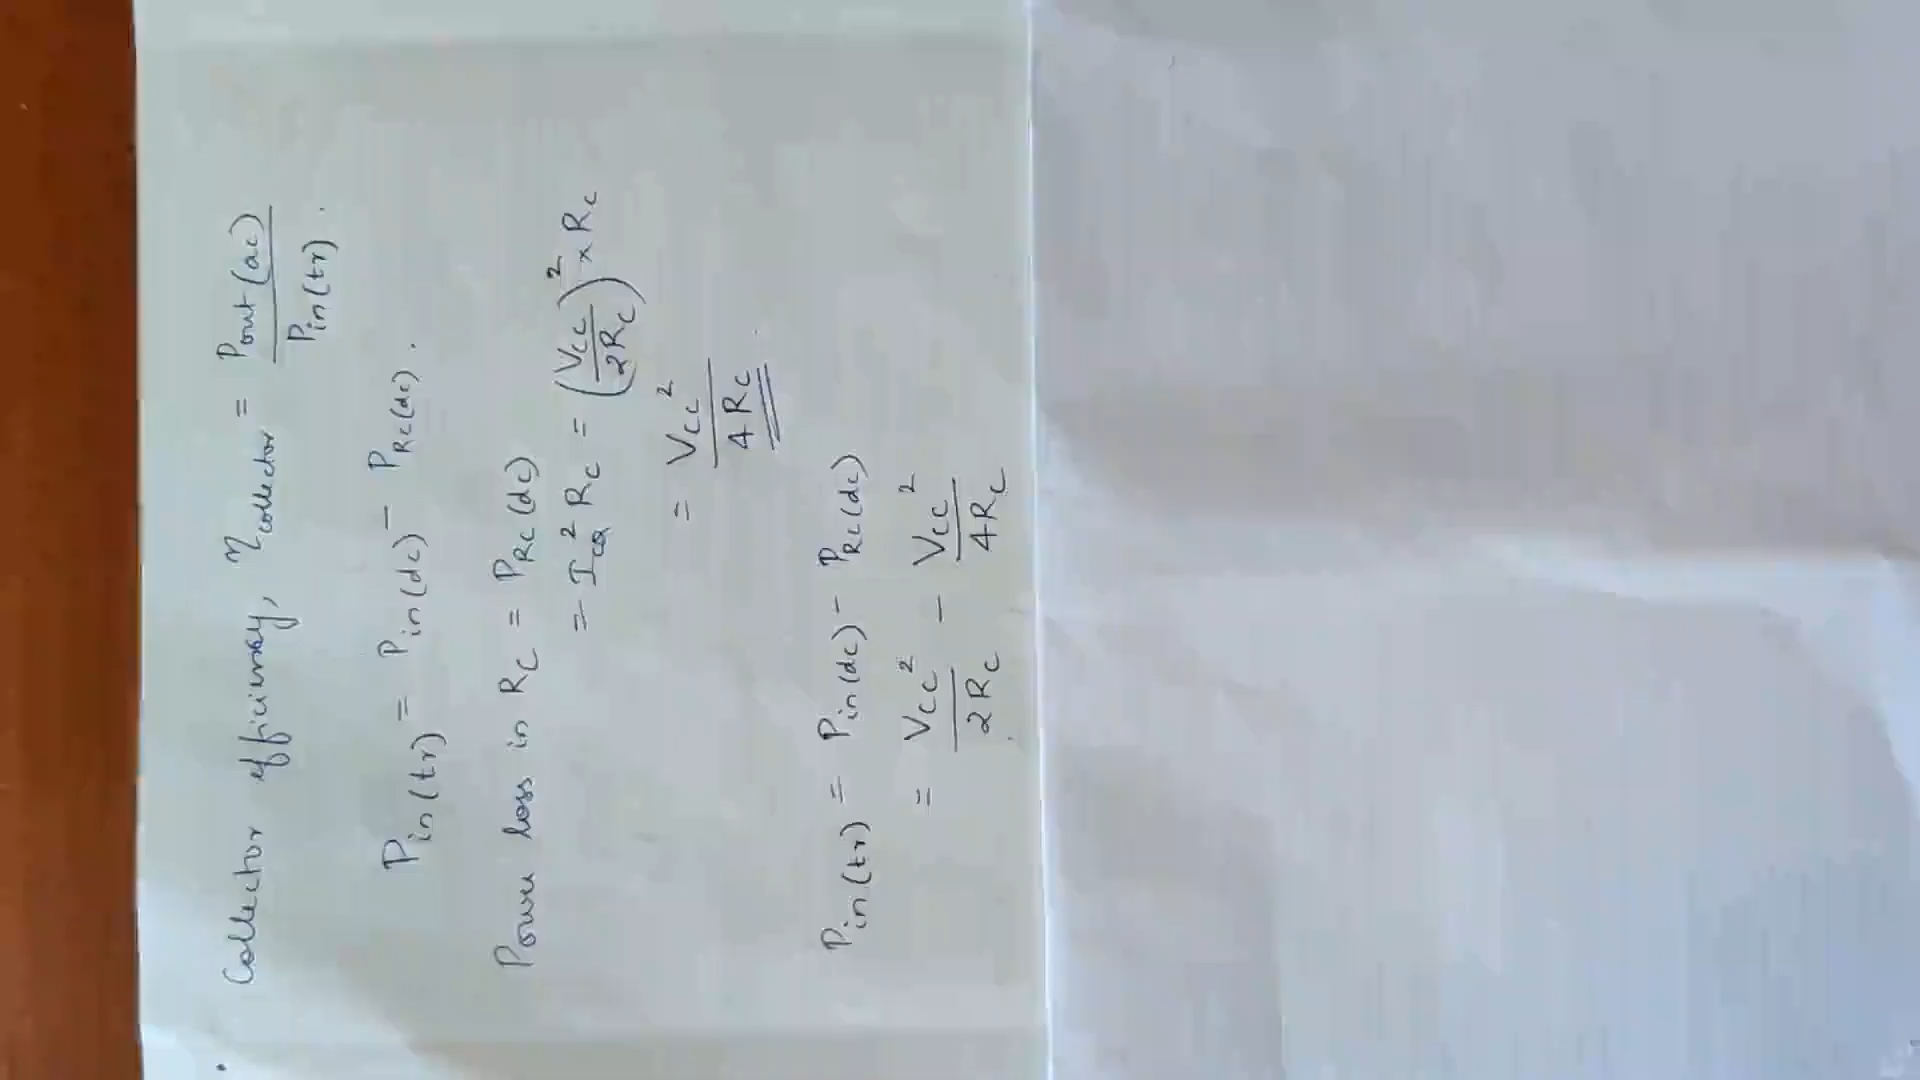 Collector efficiency, η collector = Pout(ac) / Pin(tr).
Pin(tr) = Pin(dc) - PRC(dc).
Power loss in RC = PRC(dc)
= ICQ² RC = (VCC / 2RC)² × RC
= VCC² / 4RC
Pin(tr) = Pin(dc) - PRC(dc)
= VCC² / 2RC - VCC² / 4RC